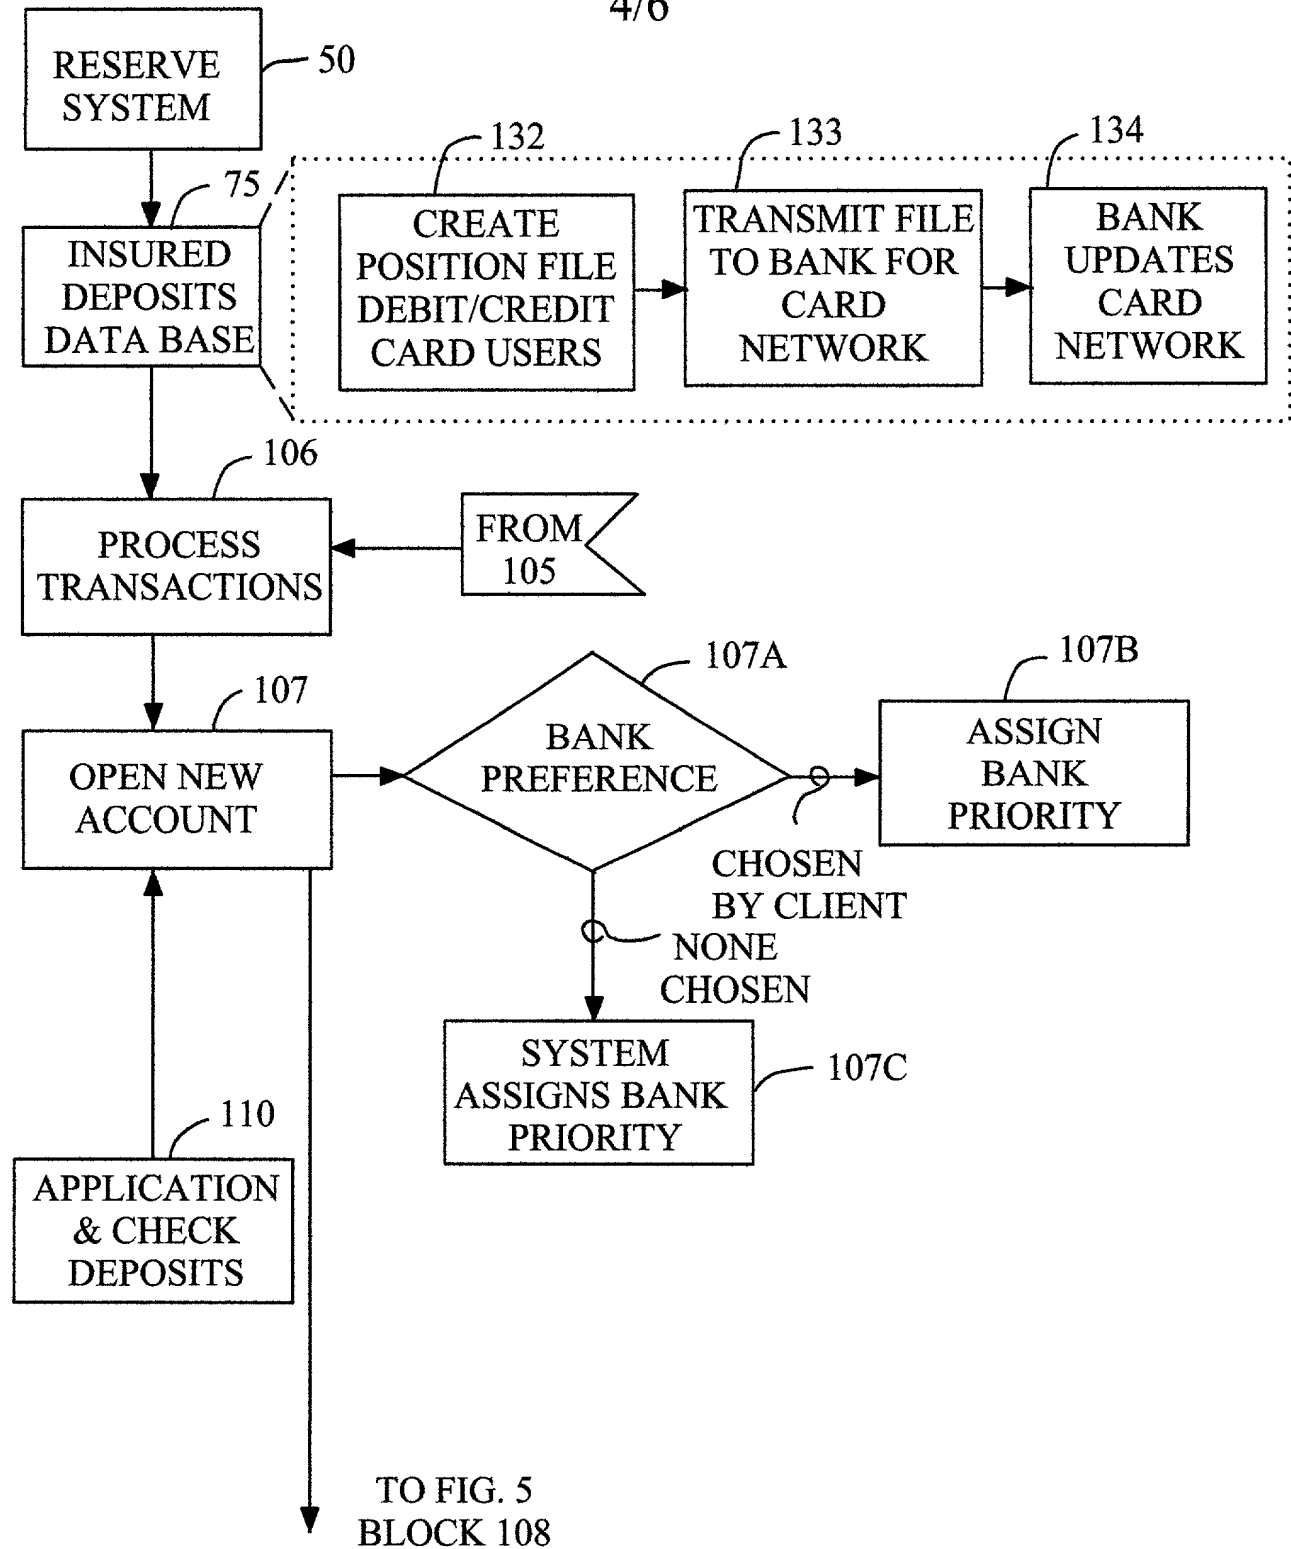 4/6
RESERVE
SYSTEM
50
75
INSURED
DEPOSITS
DATA BASE
132
CREATE
POSITION FILE
DEBIT/CREDIT
CARD USERS
133
TRANSMIT FILE
TO BANK FOR
CARD
NETWORK
134
BANK
UPDATES
CARD
NETWORK
106
PROCESS
TRANSACTIONS
FROM
105
107
OPEN NEW
ACCOUNT
107A
BANK
PREFERENCE
107B
ASSIGN
BANK
PRIORITY
CHOSEN
BY CLIENT
NONE
CHOSEN
SYSTEM
ASSIGNS BANK
PRIORITY
107C
110
APPLICATION
& CHECK
DEPOSITS
TO FIG. 5
BLOCK 108